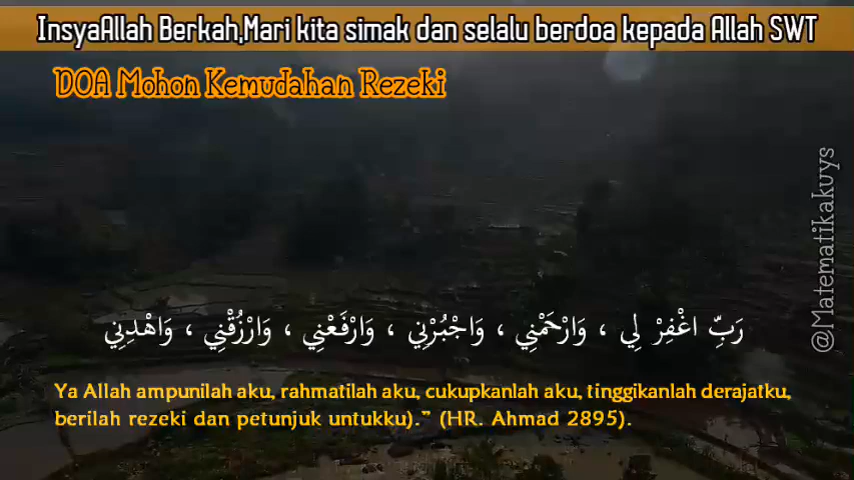 InsyaAllah Berkah,Mari kita simak dan selalu berdoa kepada Allah SWT
DOA Mohon Kemudahan Rezeki
@Matematikakuys
رَبِّ اغْفِرْ لِي ، وَارْحَمْنِي ، وَاجْبُرْنِي ، وَارْفَعْنِي ، وَارْزُقْنِي ، وَاهْدِنِي
Ya Allah ampunilah aku, rahmatilah aku, cukupkanlah aku, tinggikanlah derajatku,
berilah rezeki dan petunjuk untukku).” (HR. Ahmad 2895).